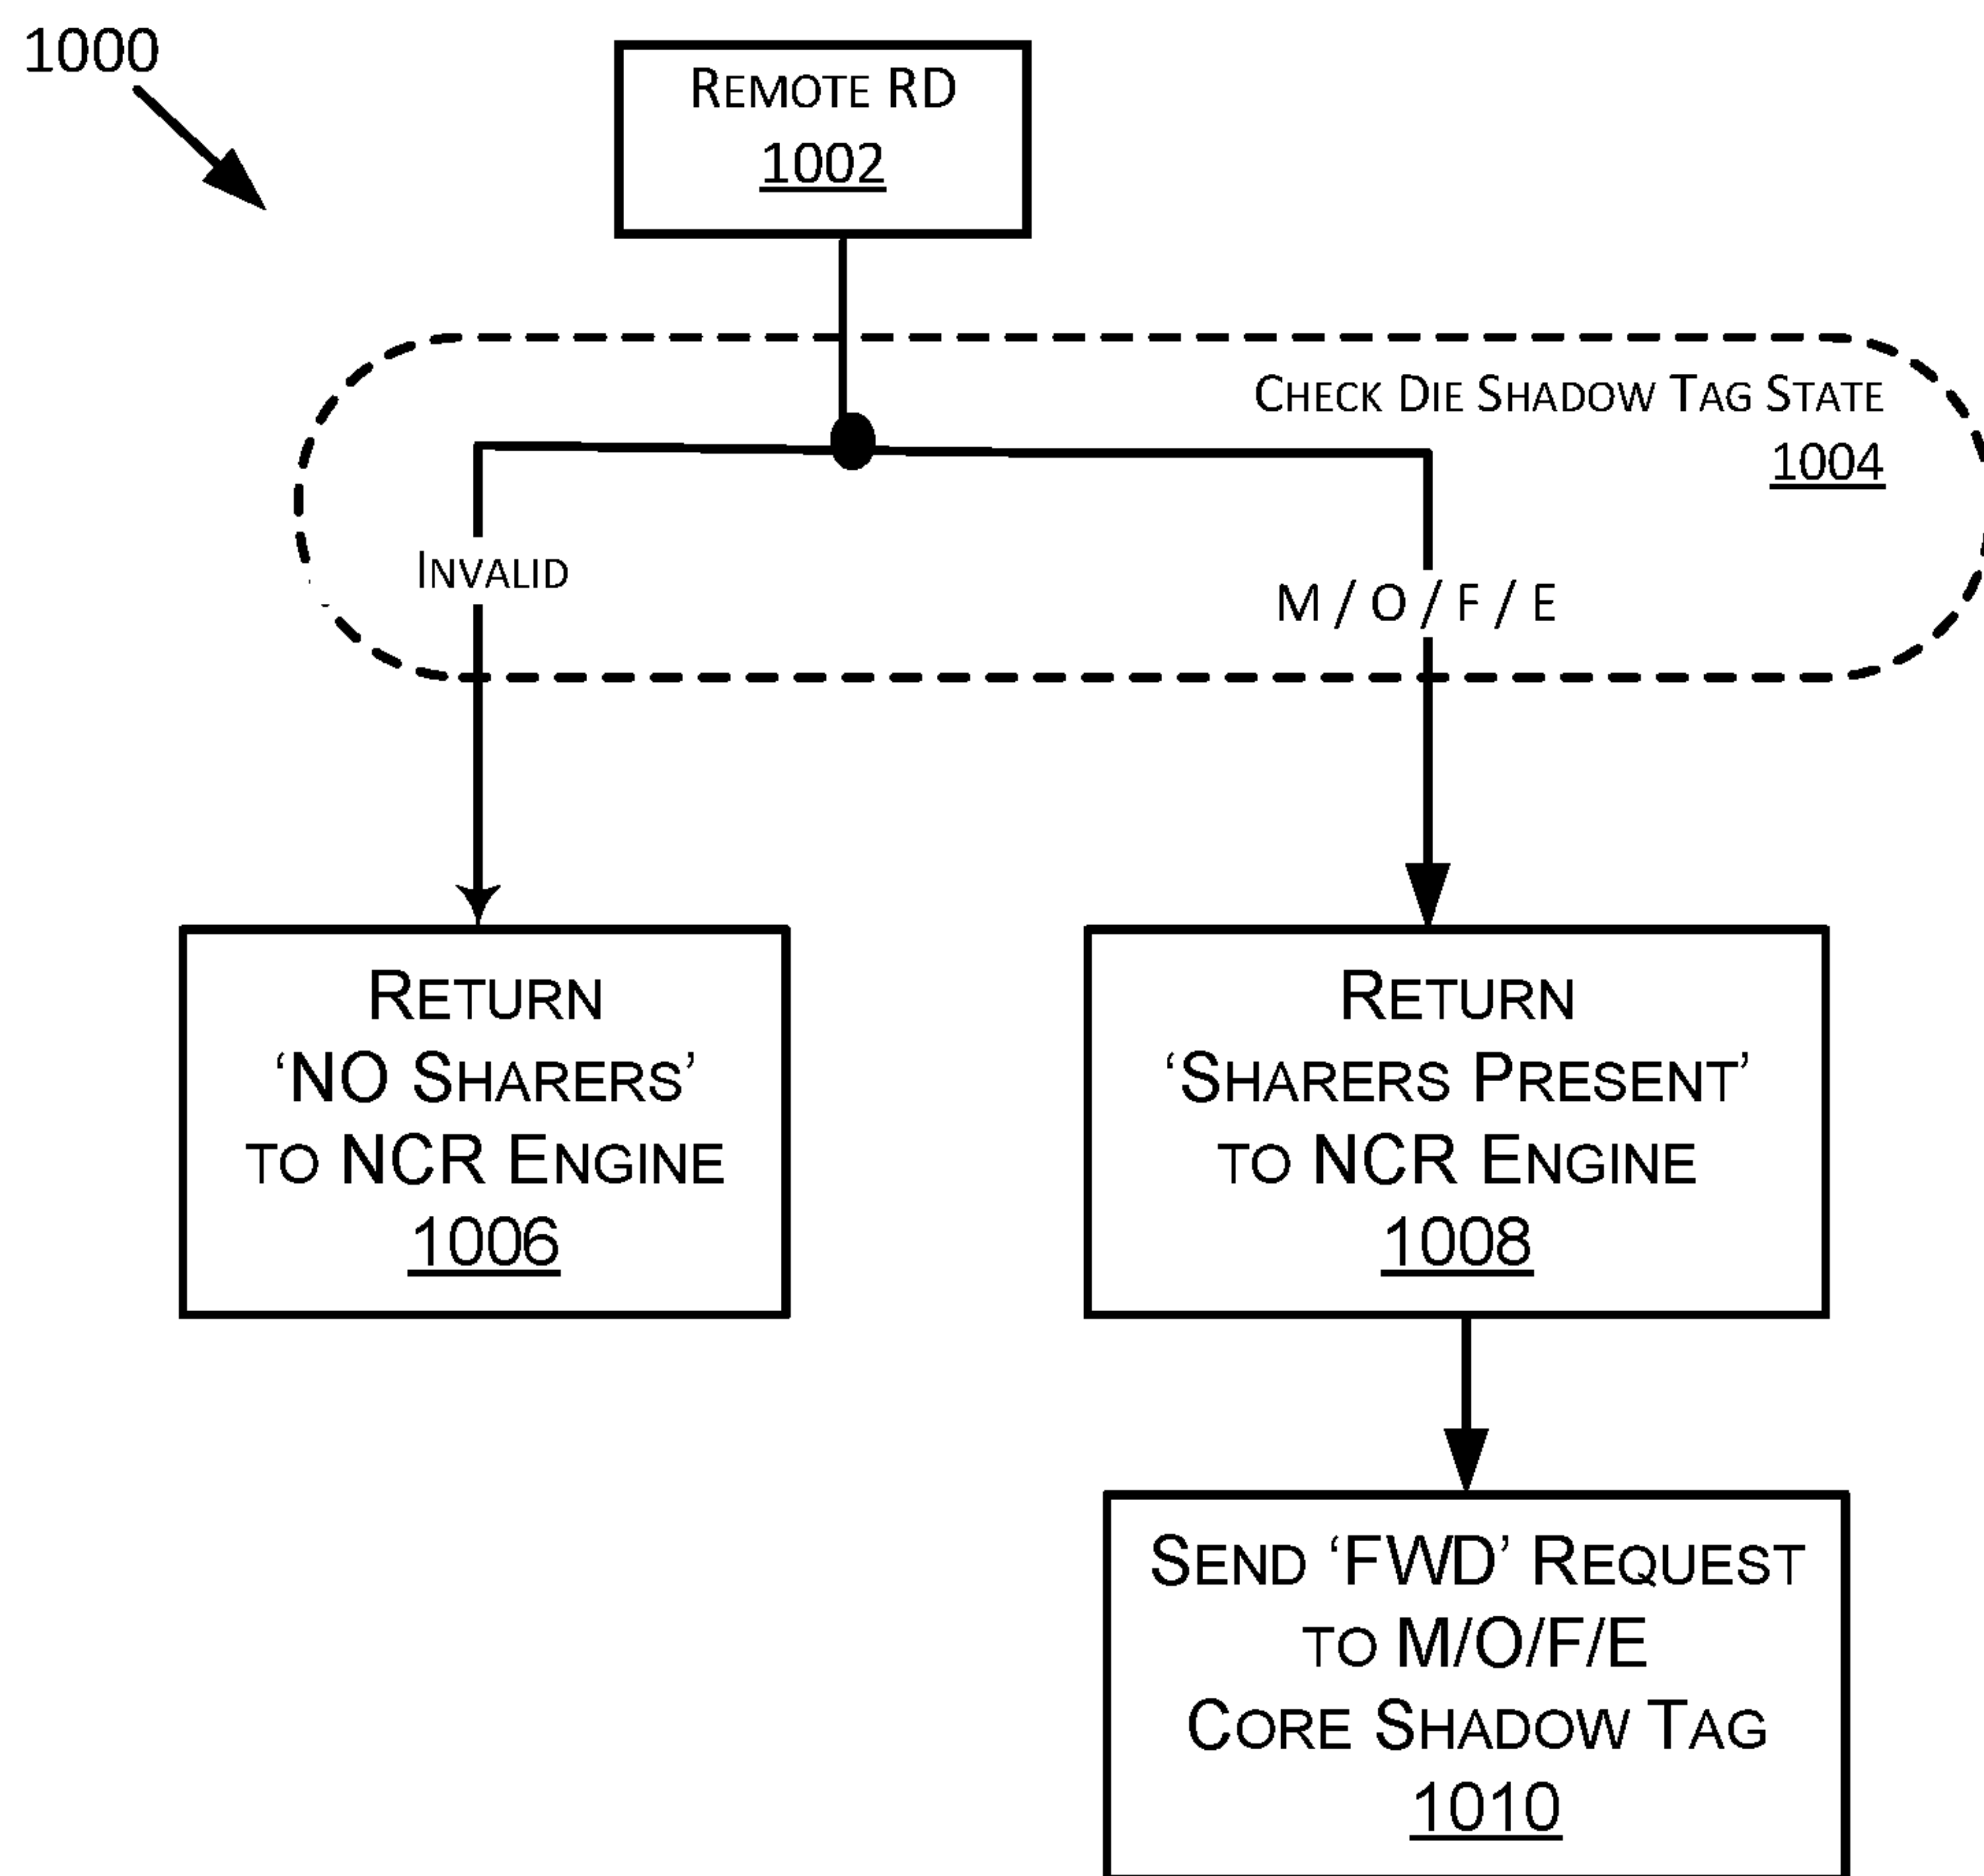 1000
Remote RD
1002
Check Die Shadow Tag State
1004
Invalid
M / O / F / E
Return
‘NO Sharers’
to NCR Engine
1006
Return
‘Sharers Present’
to NCR Engine
1008
Send ‘FWD’ Request
to M/O/F/E
Core Shadow Tag
1010